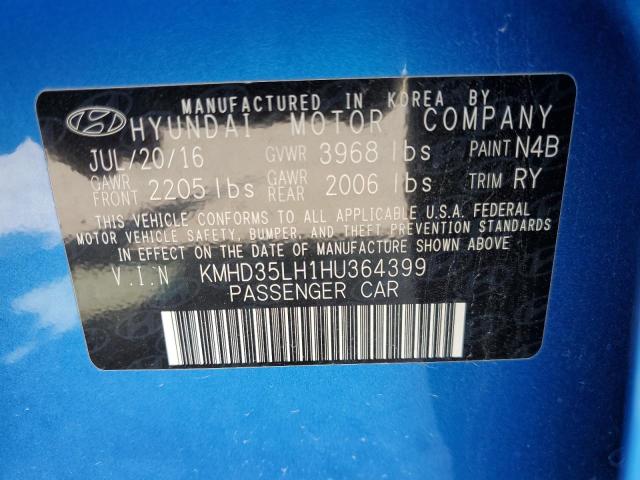 MANUFACTURED IN KOREA BY
HYUNDAI MOTOR COMPANY
JUL/20/16 GVWR 3968 lbs PAINT N4B
GAWR FRONT 2205 lbs GAWR REAR 2006 lbs TRIM RY
THIS VEHICLE CONFORMS TO ALL APPLICABLE U.S.A. FEDERAL
MOTOR VEHICLE SAFETY, BUMPER, AND THEFT PREVENTION STANDARDS
IN EFFECT ON THE DATE OF MANUFACTURE SHOWN ABOVE.
V.I.N KMHD35LH1HU364399
PASSENGER CAR